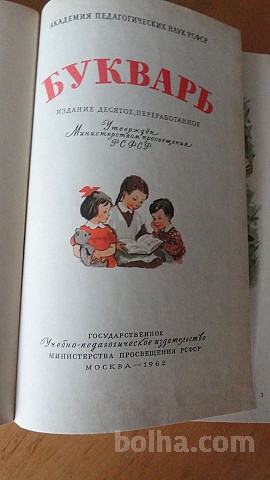 АКАДЕМИЯ ПЕДАГОГИЧЕСКИХ НАУК РСФСР
БУКВАРЬ
ИЗДАНИЕ ДЕСЯТОЕ, ПЕРЕРАБОТАННОЕ
Утверждён
Министерством просвещения
РСФСР
ГОСУДАРСТВЕННОЕ
Учебно-педагогическое издательство
МИНИСТЕРСТВА ПРОСВЕЩЕНИЯ РСФСР
МОСКВА—1962
3
bolha.com